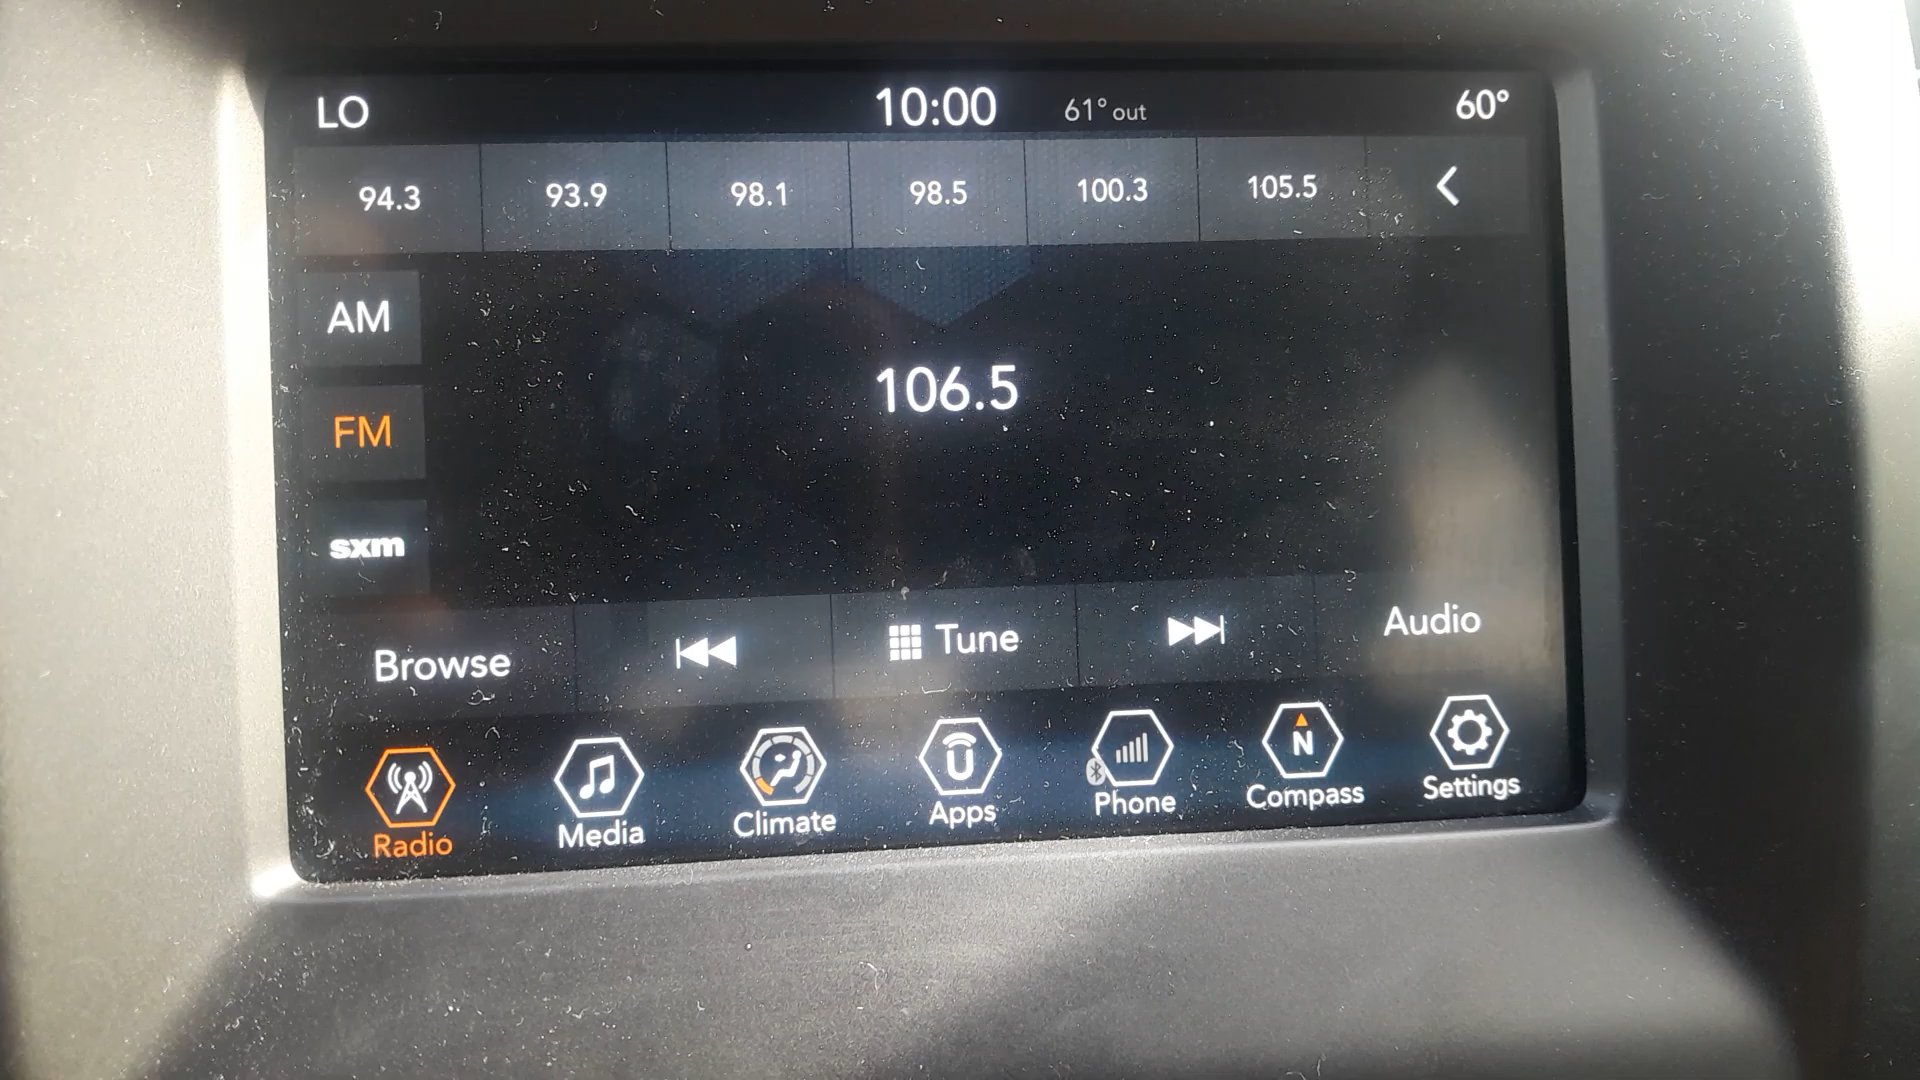 LO 10:00 61° out 60°
94.3 93.9 98.1 98.5 100.3 105.5
AM
106.5
FM
sxm
Browse Tune Audio
N
Radio Media Climate Apps Phone Compass Settings